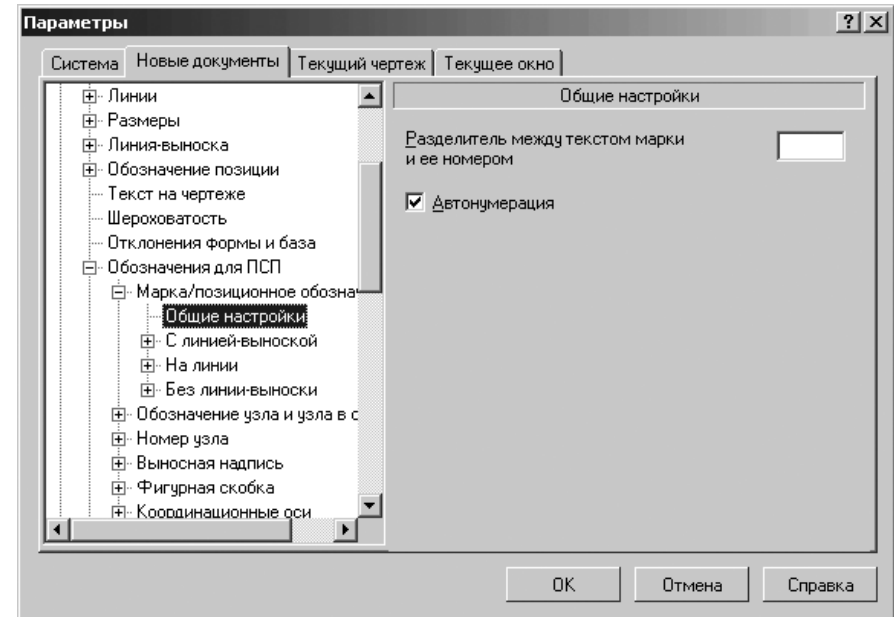 Параметры
Система Новые документы Текущий чертеж Текущее окно
Линии
Размеры
Линия-выноска
Обозначение позиции
Текст на чертеже
Шероховатость
Отклонения формы и база
Обозначения для ПСП
Марка/позиционное обозна
Общие настройки
С линией-выноской
На линии
Без линии-выноски
Обозначение узла и узла в с
Номер узла
Выносная надпись
Фигурная скобка
Координационные оси
Общие настройки
Разделитель между текстом марки
и ее номером
Автонумерация
OK Отмена Справка